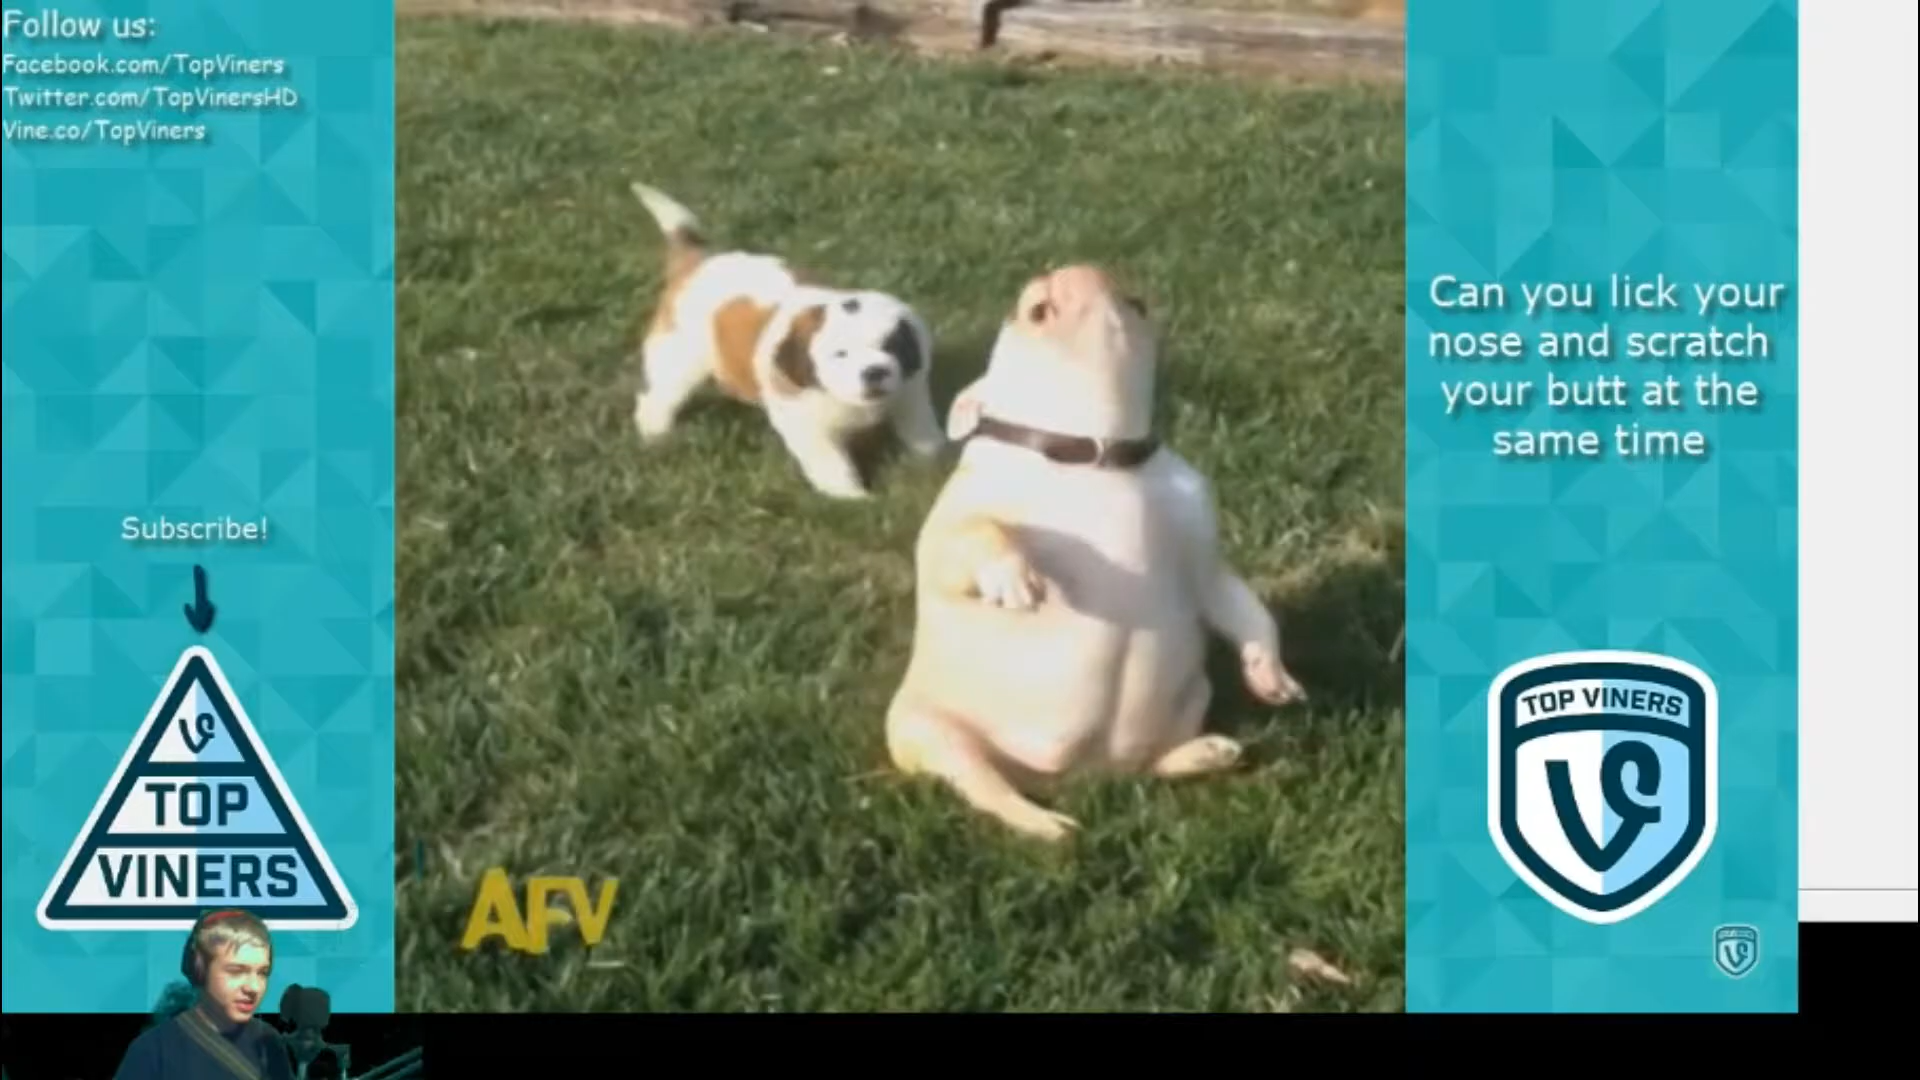 Follow us:
Facebook.com/TopViners
Twitter.com/TopVinersHD
Vine.co/TopViners
Subscribe!
TOP
VINERS
AFV
Can you lick your
nose and scratch
your butt at the
same time
TOP VINERS